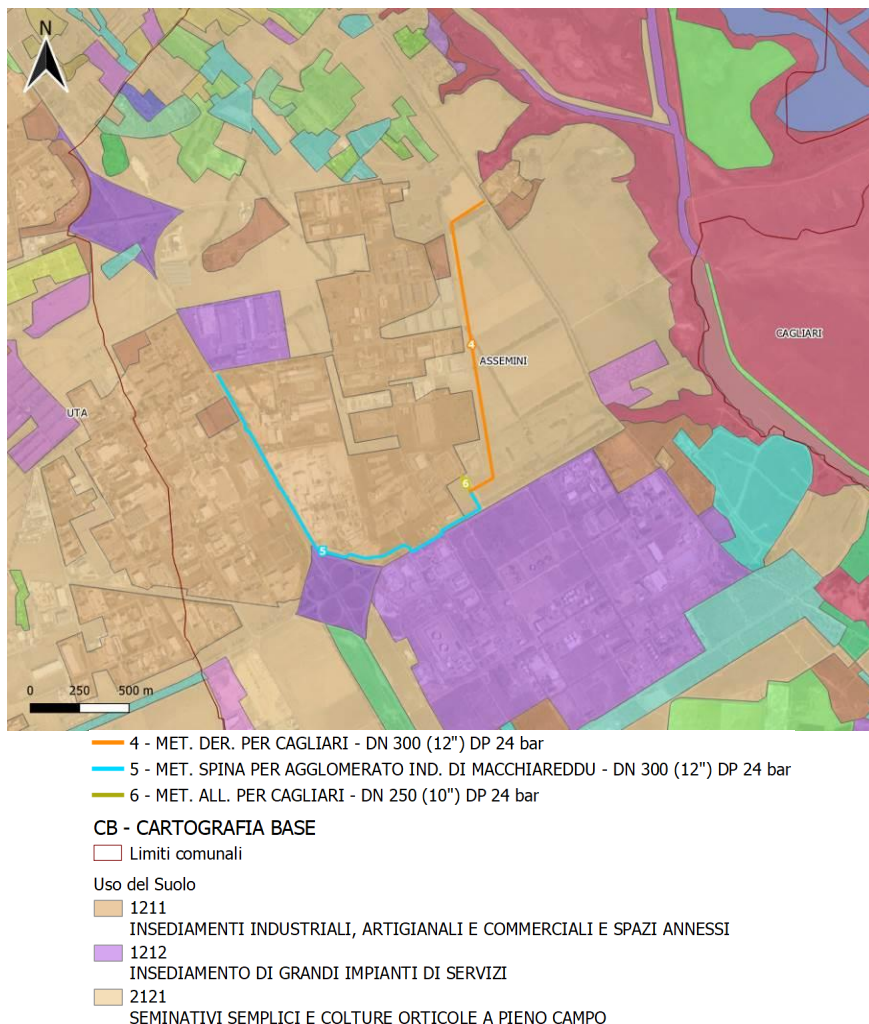 N
CAGLIARI
4
ASSEMINI
UTA
6
5
0 250 500 m
4 - MET. DER. PER CAGLIARI - DN 300 (12") DP 24 bar
5 - MET. SPINA PER AGGLOMERATO IND. DI MACCHIAREDDU - DN 300 (12") DP 24 bar
6 - MET. ALL. PER CAGLIARI - DN 250 (10") DP 24 bar
CB - CARTOGRAFIA BASE
Limiti comunali
Uso del Suolo
1211
INSEDIAMENTI INDUSTRIALI, ARTIGIANALI E COMMERCIALI E SPAZI ANNESSI
1212
INSEDIAMENTO DI GRANDI IMPIANTI DI SERVIZI
2121
SEMINATIVI SEMPLICI E COLTURE ORTICOLE A PIENO CAMPO